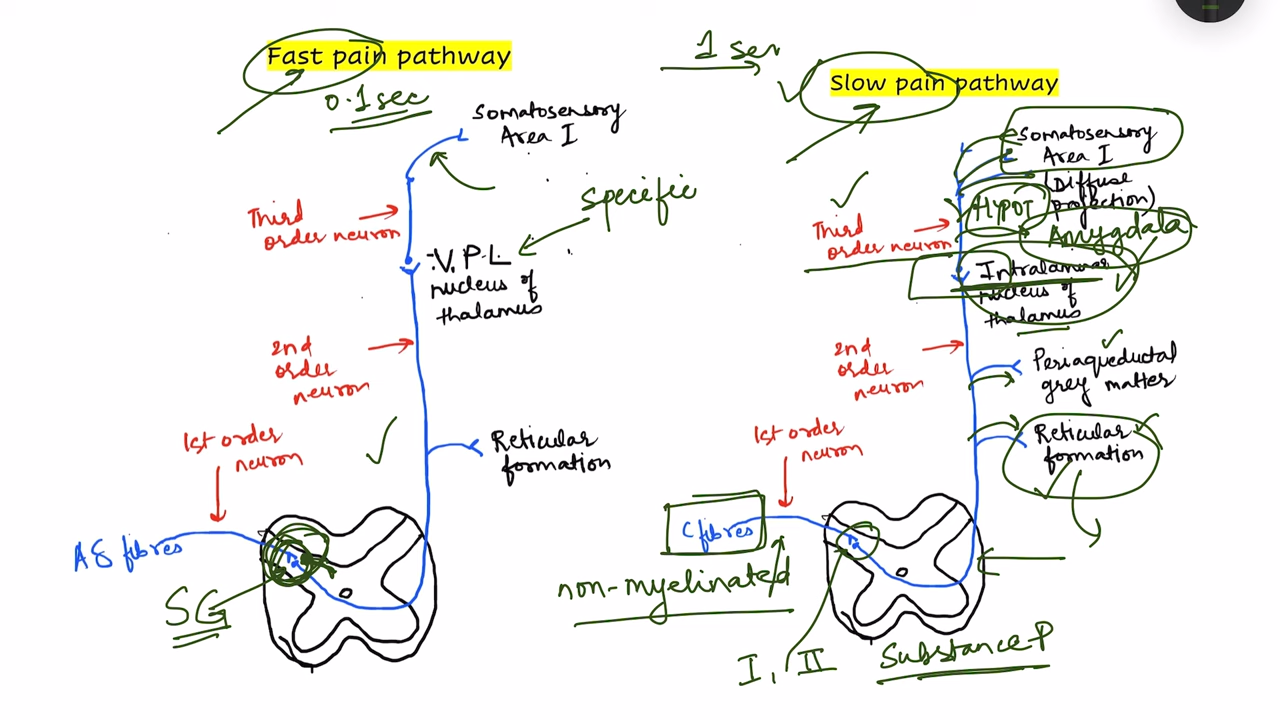 Fast pain pathway
0.1sec
Somatosensory
Area I
specific
Third
order neuron
V.P.L
nucleus of
thalamus
2nd
order
neuron
1st order
neuron
Reticular
formation
Aδ fibres
SG
1 sec
Slow pain pathway
Somatosensory
Area I
(Diffuse
projection)
HYPOT
Amygdala
Third
order neuron
Intralaminar
nucleus of
thalamus
2nd
order
neuron
Periaqueductal
grey matter
1st order
neuron
Reticular
formation
C fibres
non-myelinated
I, II
Substance-P